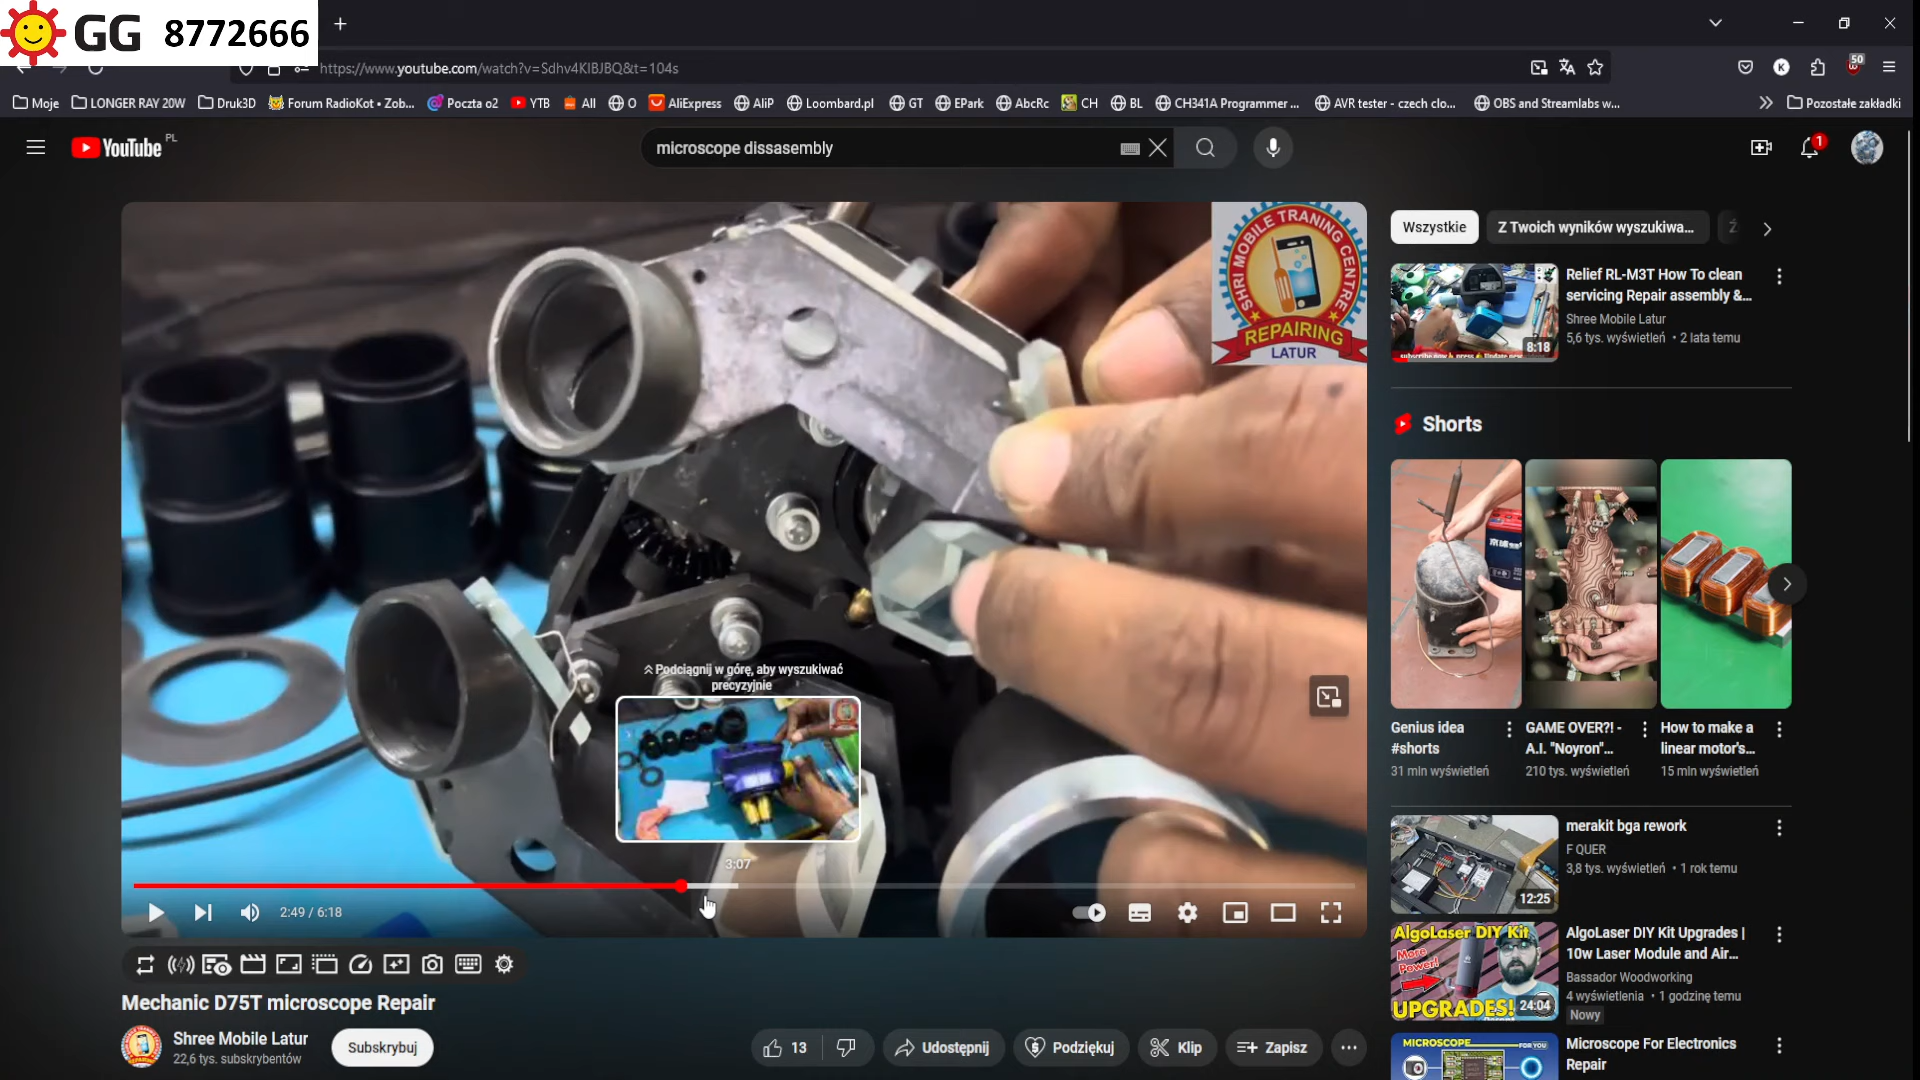 GG 8772666
https://www.youtube.com/watch?v=Sdhv4KIBJBQ&t=104s
50
Moje
LONGER RAY 20W
Druk3D
Forum RadioKot • Zob...
Poczta o2
YTB
All
O
AliExpress
AliP
Loombard.pl
GT
EPark
AbcRc
CH
BL
CH341A Programmer ...
AVR tester - czech clo...
OBS and Streamlabs w...
Pozostałe zakładki
YouTube PL
microscope dissasembly
1
SHRI MOBILE TRANING CENTRE
REPAIRING
LATUR
Podciągnij w górę, aby wyszukiwać
precyzyjnie
3:07
2:49 / 6:18
Mechanic D75T microscope Repair
Shree Mobile Latur
22,6 tys. subskrybentów
Subskrybuj
13
Udostępnij
Podziękuj
Klip
Zapisz
Wszystkie
Z Twoich wyników wyszukiwa...
Relief RL-M3T How To clean
servicing Repair assembly &...
Shree Mobile Latur
5,6 tys. wyświetleń • 2 lata temu
8:18
Shorts
Genius idea
#shorts
31 mln wyświetleń
GAME OVER?! -
A.I. "Noyron"...
210 tys. wyświetleń
How to make a
linear motor's...
15 mln wyświetleń
merakit bga rework
F QUER
3,8 tys. wyświetleń • 1 rok temu
12:25
AlgoLaser DIY Kit
More
Power!
UPGRADES!
24:04
AlgoLaser DIY Kit Upgrades |
10w Laser Module and Air...
Bassador Woodworking
4 wyświetlenia • 1 godzinę temu
Nowy
MICROSCOPE
FOR YOU
Microscope For Electronics
Repair